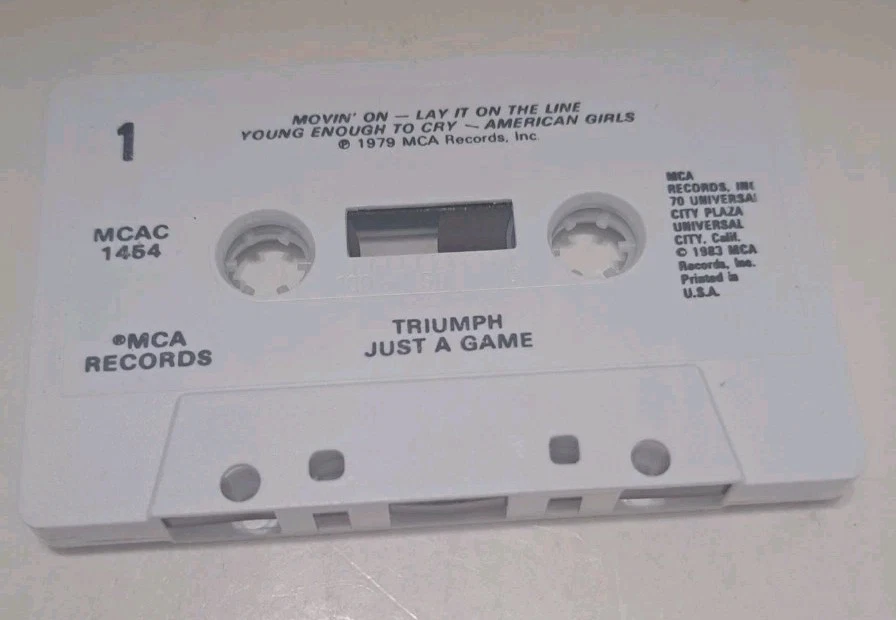 1
MOVIN' ON — LAY IT ON THE LINE
YOUNG ENOUGH TO CRY — AMERICAN GIRLS
℗ 1979 MCA Records, Inc.
MCAC
1454
MCA
RECORDS, INC
70 UNIVERSAL
CITY PLAZA
UNIVERSAL
CITY, Calif.
© 1983 MCA
Records, Inc.
Printed in
U.S.A.
®MCA
RECORDS
TRIUMPH
JUST A GAME